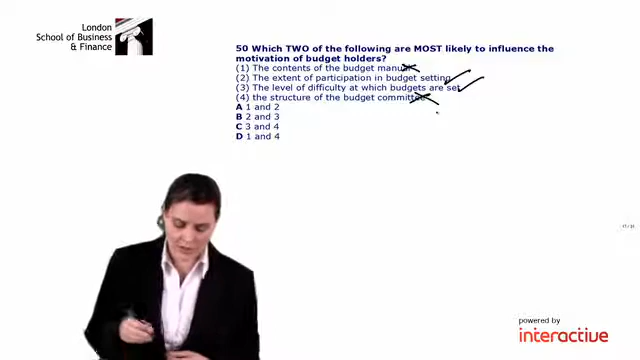 London
School of Business
& Finance
50 Which TWO of the following are MOST likely to influence the
motivation of budget holders?
(1) The contents of the budget manual
(2) The extent of participation in budget setting
(3) The level of difficulty at which budgets are set
(4) the structure of the budget committee
A 1 and 2
B 2 and 3
C 3 and 4
D 1 and 4
powered by
interactive